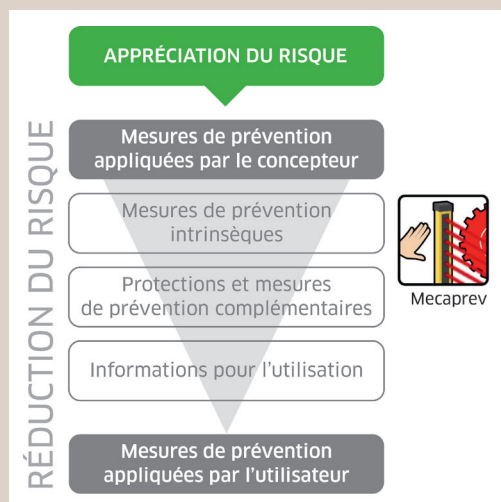 APPRÉCIATION DU RISQUE
RÉDUCTION DU RISQUE
Mesures de prévention
appliquées par le concepteur
Mesures de prévention
intrinsèques
Protections et mesures
de prévention complémentaires
Mecaprev
Informations pour l'utilisation
Mesures de prévention
appliquées par l'utilisateur